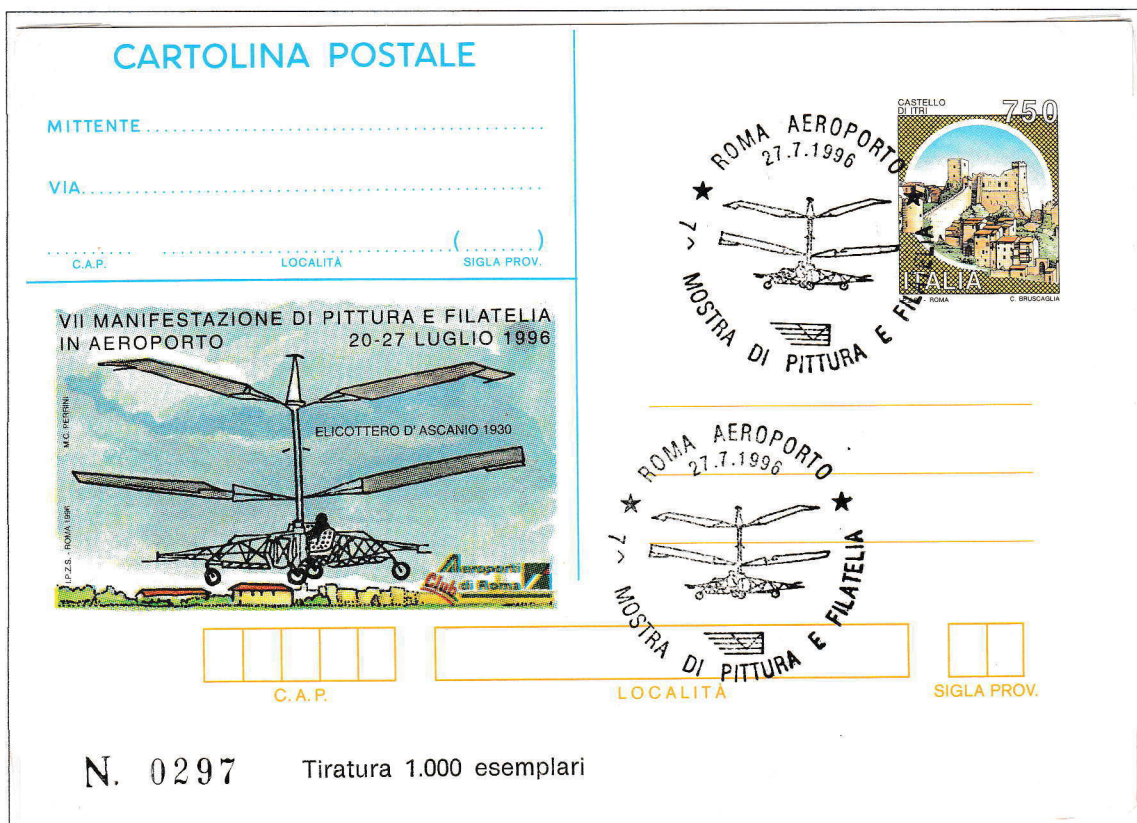 CARTOLINA POSTALE
MITTENTE
VIA
( )
C.A.P. LOCALITÀ SIGLA PROV.
CASTELLO
DI ITRI
750
ITALIA
ROMA C. BRUSCAGLIA
ROMA AEROPORTO
27.7.1996
7^ MOSTRA DI PITTURA E FILATELIA
VII MANIFESTAZIONE DI PITTURA E FILATELIA
IN AEROPORTO 20-27 LUGLIO 1996
ELICOTTERO D'ASCANIO 1930
M.C. PERRINI
I.P.Z.S. - ROMA 1996
Aeroporti
Club di Roma
ROMA AEROPORTO
27.7.1996
7^ MOSTRA DI PITTURA E FILATELIA
C.A.P. LOCALITÀ SIGLA PROV.
N. 0297 Tiratura 1.000 esemplari